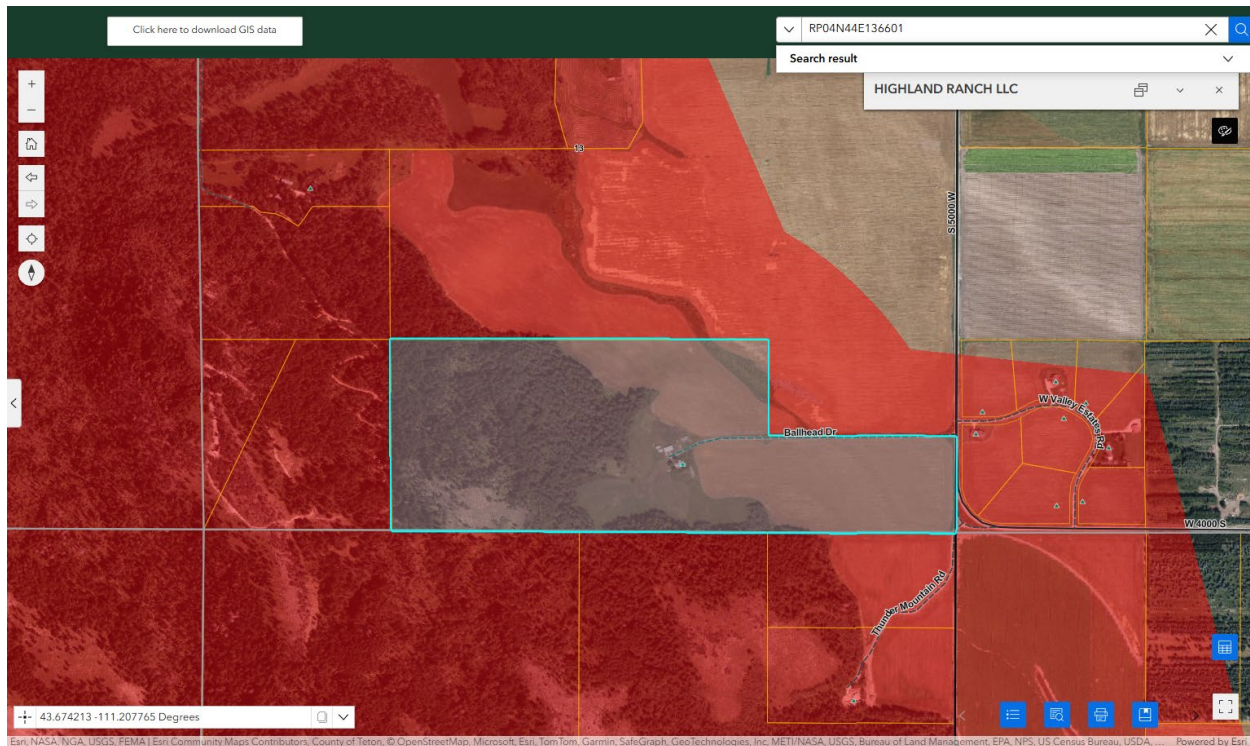 Click here to download GIS data
RP04N44E136601
Search result
HIGHLAND RANCH LLC
13
S 5000 W
W Valley Estates Rd
Ballhead Dr
W 4000 S
Thunder Mountain Rd
43.674213 -111.207765 Degrees
Esri, NASA, NGA, USGS, FEMA | Esri Community Maps Contributors, County of Teton, © OpenStreetMap, Microsoft, Esri, TomTom, Garmin, SafeGraph, GeoTechnologies, Inc, METI/NASA, USGS, Bureau of Land Management, EPA, NPS, US Census Bureau, USDA Powered by Esri